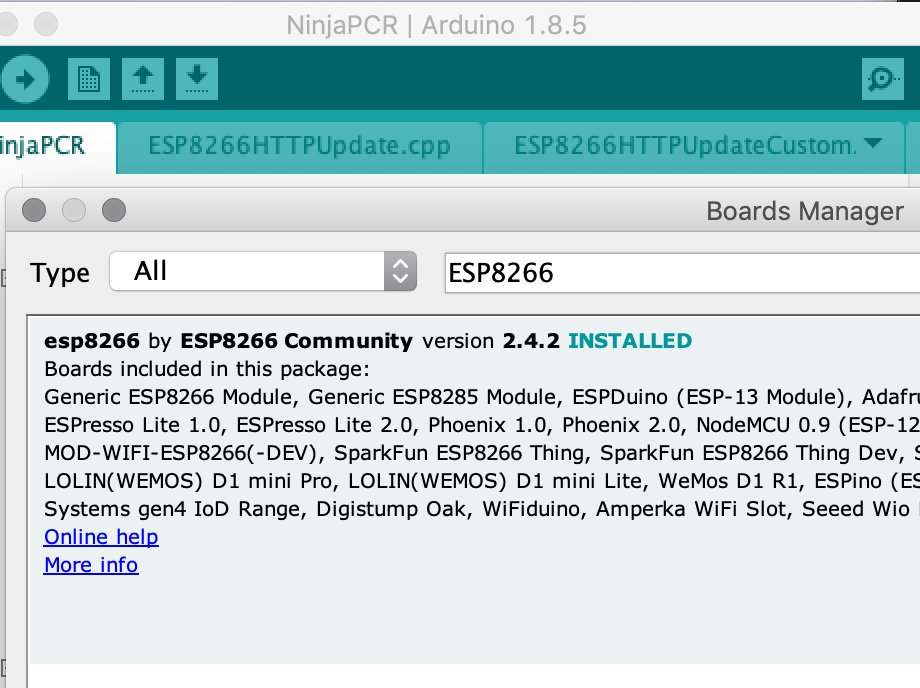 NinjaPCR | Arduino 1.8.5
injaPCR
ESP8266HTTPUpdate.cpp
ESP8266HTTPUpdateCustom.
Boards Manager
Type
All
ESP8266
esp8266 by ESP8266 Community version 2.4.2 INSTALLED
Boards included in this package:
Generic ESP8266 Module, Generic ESP8285 Module, ESPDuino (ESP-13 Module), Adafru
ESPresso Lite 1.0, ESPresso Lite 2.0, Phoenix 1.0, Phoenix 2.0, NodeMCU 0.9 (ESP-12
MOD-WIFI-ESP8266(-DEV), SparkFun ESP8266 Thing, SparkFun ESP8266 Thing Dev, S
LOLIN(WEMOS) D1 mini Pro, LOLIN(WEMOS) D1 mini Lite, WeMos D1 R1, ESPino (ES
Systems gen4 IoD Range, Digistump Oak, WiFiduino, Amperka WiFi Slot, Seeed Wio
Online help
More info